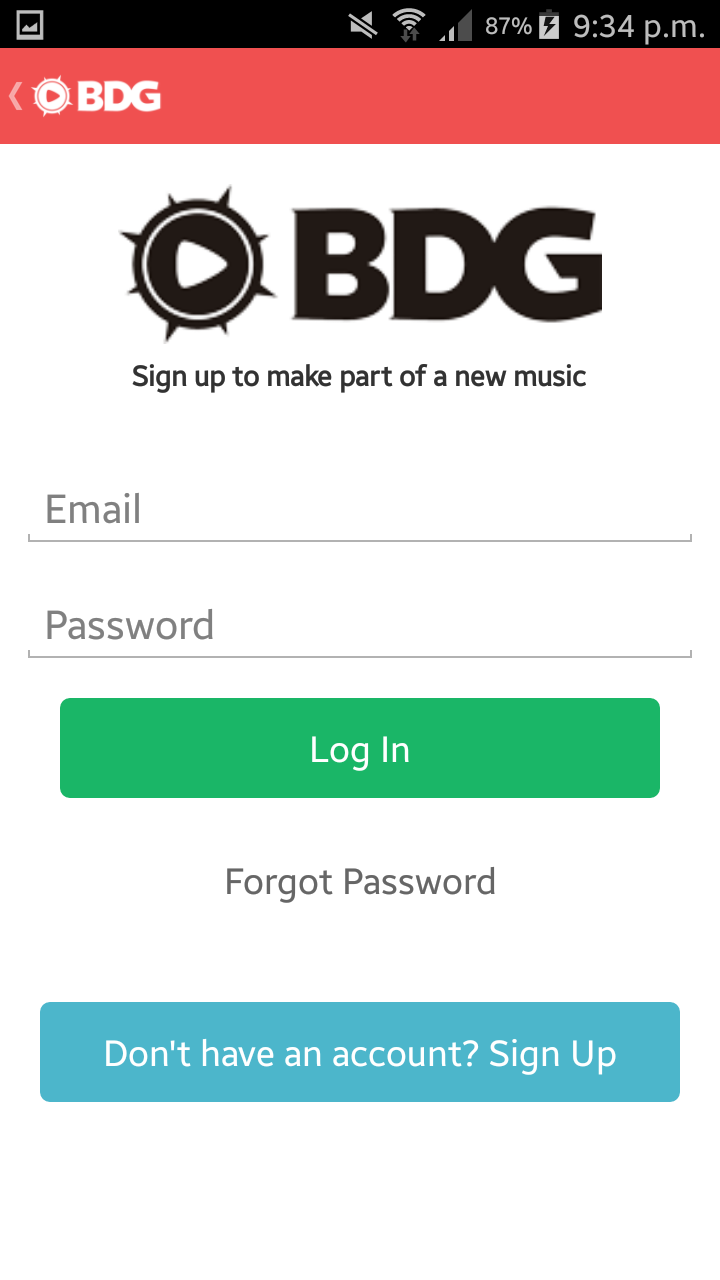 87% 9:34 p.m.
BDG
BDG
Sign up to make part of a new music
Email
Password
Log In
Forgot Password
Don't have an account? Sign Up